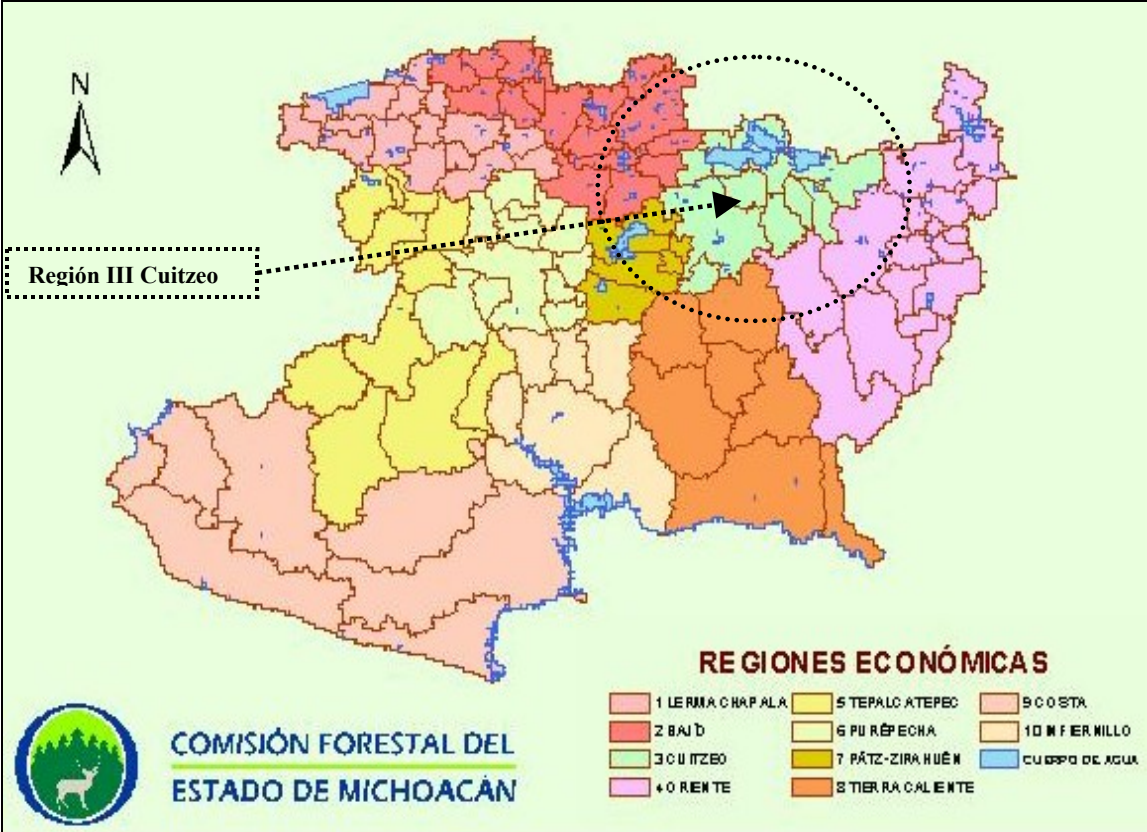 N
Región III Cuitzeo
REGIONES ECONÓMICAS
1 LERMA CHAPALA
2 BAJÍO
3 CUITZEO
4 ORIENTE
5 TEPALCATEPEC
6 PURÉPECHA
7 PÁTZ-ZIRAHUÉN
8 TIERRA CALIENTE
9 COSTA
10 INFIERNILLO
CUERPO DE AGUA
COMISIÓN FORESTAL DEL
ESTADO DE MICHOACÁN